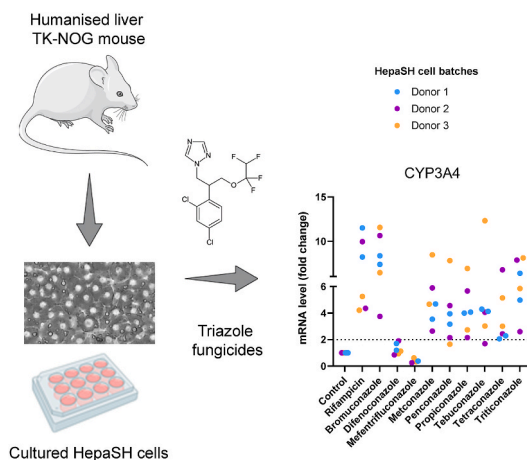 Humanised liver
TK-NOG mouse
HepaSH cell batches
Donor 1
Donor 2
Donor 3
N
N
N
F
F
O
F
F
Cl
Cl
CYP3A4
15
10
6
4
2
0
mRNA level (fold change)
Triazole
fungicides
Control
Rifampicin
Bromuconazole
Difenoconazole
Mefentrifluconazole
Metconazole
Penconazole
Propiconazole
Tebuconazole
Tetraconazole
Triticonazole
Cultured HepaSH cells